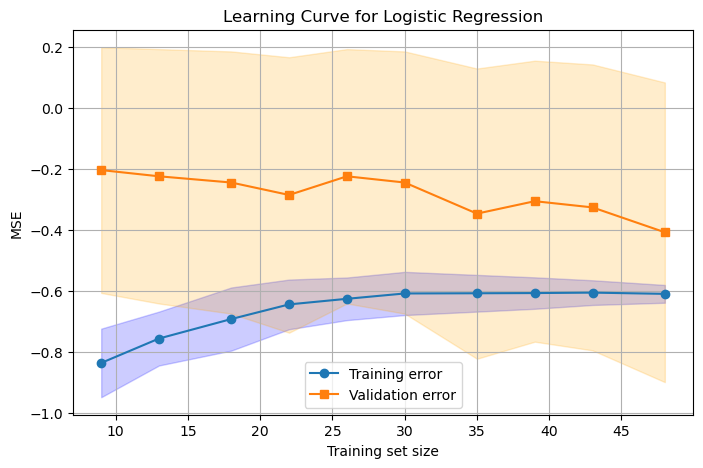 Learning Curve for Logistic Regression
MSE
0.2
0.0
−0.2
−0.4
−0.6
−0.8
−1.0
Training error
Validation error
10 15 20 25 30 35 40 45
Training set size